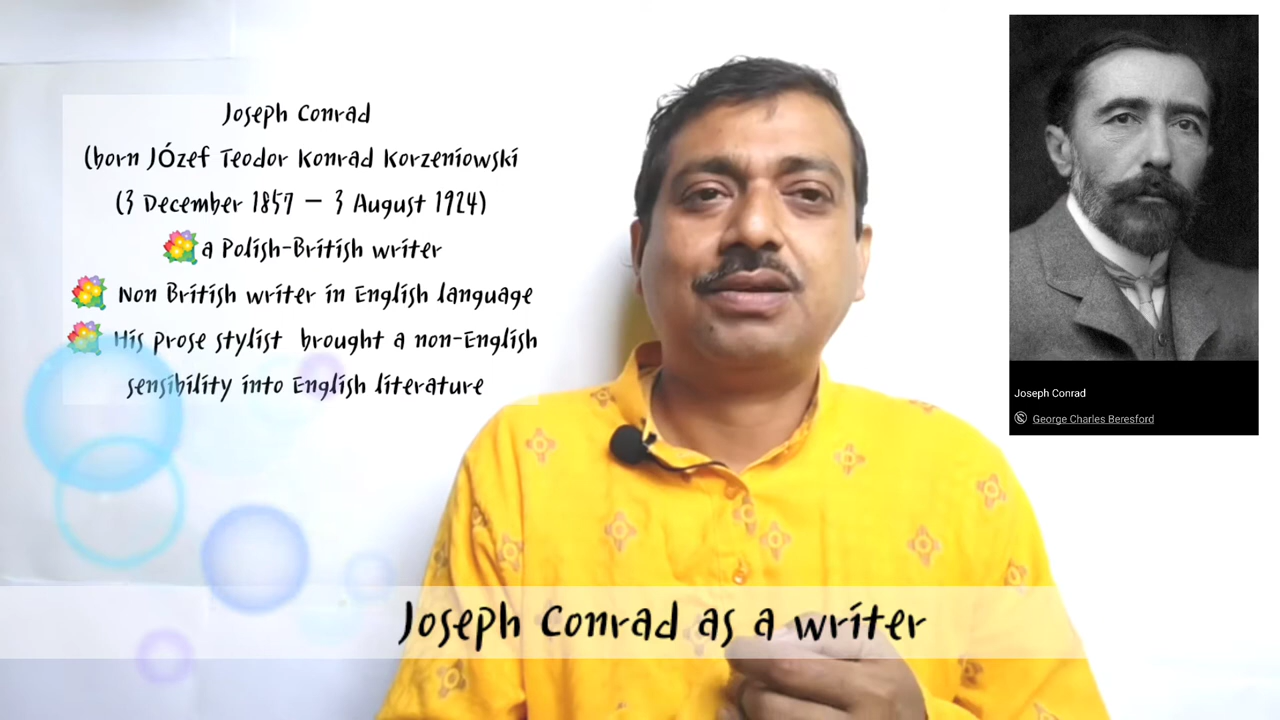 Joseph Conrad
(born JÓzef Teodor Konrad Korzeniowski
(3 December 1857 – 3 August 1924)
a Polish-British writer
Non British writer in English language
His prose stylist brought a non-English
sensibility into English literature
Joseph Conrad
George Charles Beresford
Joseph Conrad as a writer